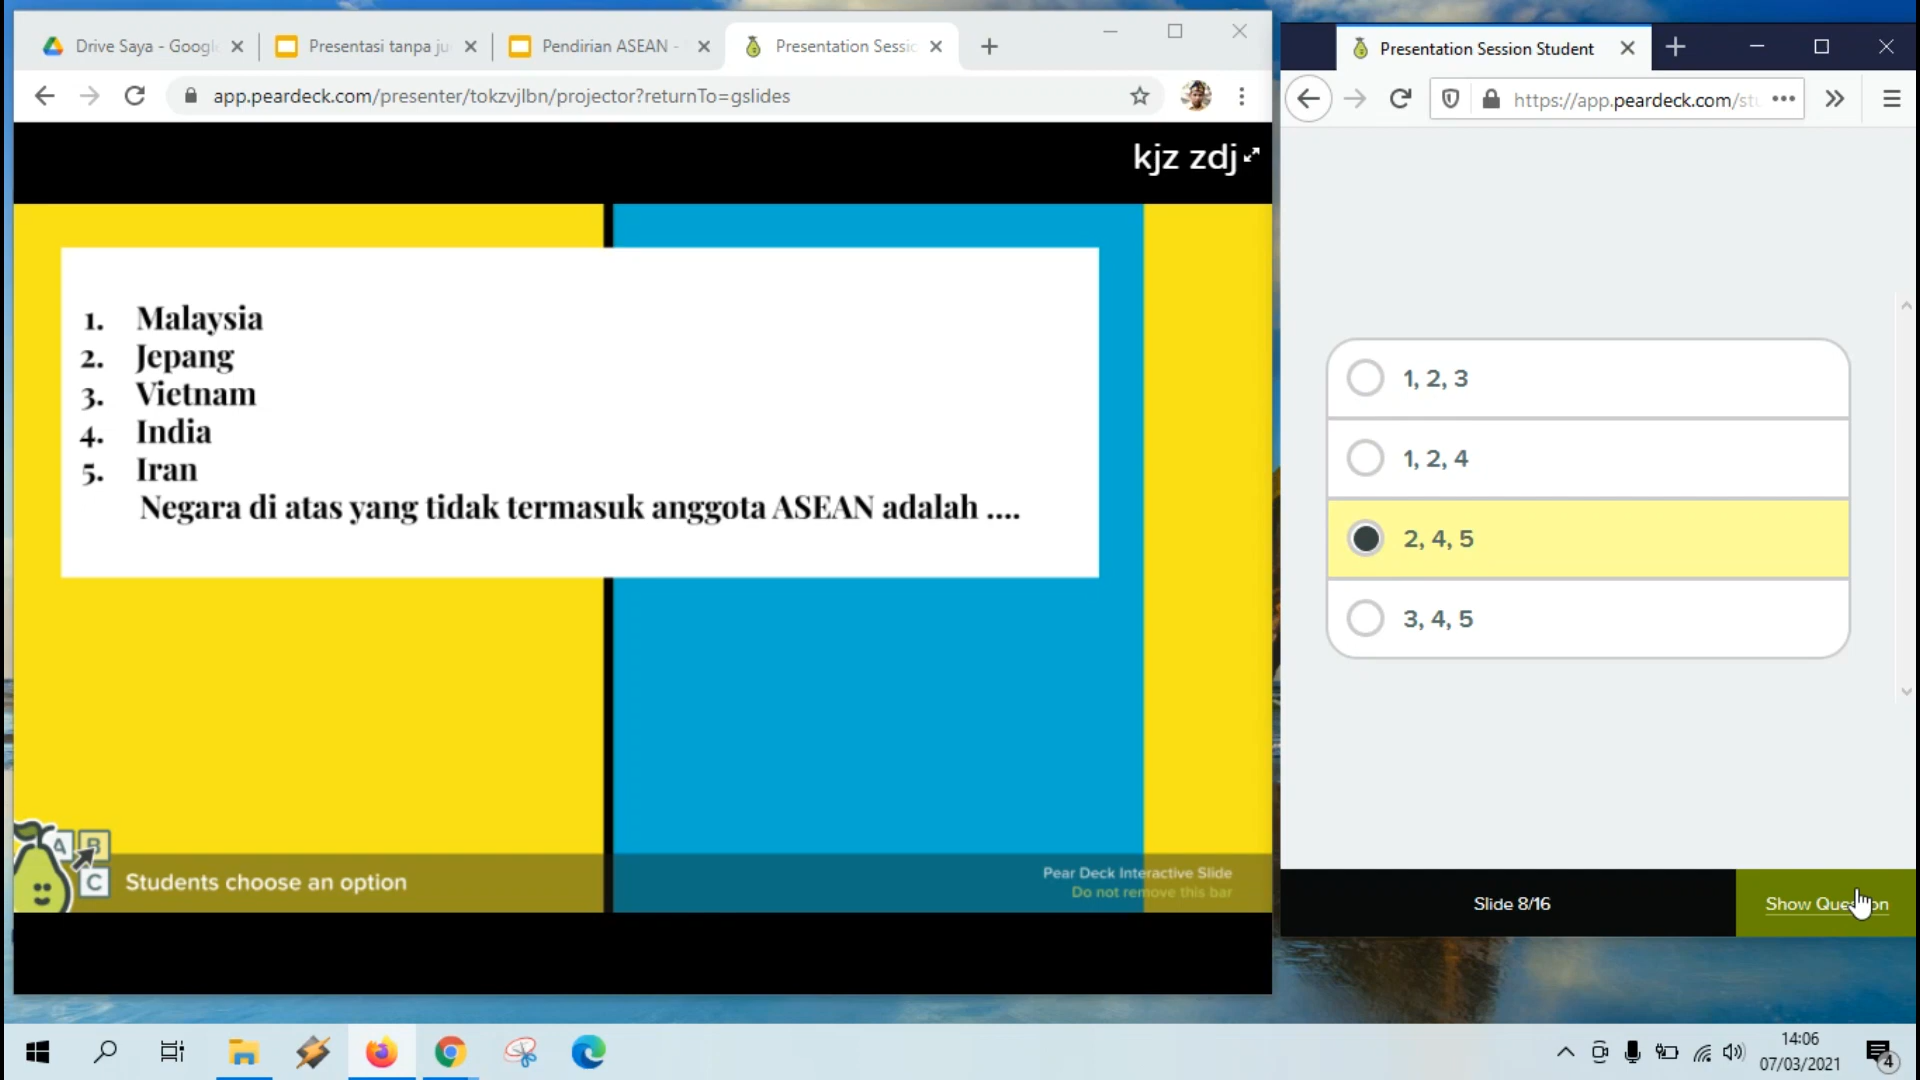 Drive Saya - Googl
Presentasi tanpa ju
Pendirian ASEAN -
Presentation Sessic
app.peardeck.com/presenter/tokzvjlbn/projector?returnTo=gslides
kjz zdj
1. Malaysia
2. Jepang
3. Vietnam
4. India
5. Iran
Negara di atas yang tidak termasuk anggota ASEAN adalah ....
A B
C
Students choose an option
Pear Deck Interactive Slide
Do not remove this bar
Presentation Session Student
https://app.peardeck.com/stu
1, 2, 3
1, 2, 4
2, 4, 5
3, 4, 5
Slide 8/16
Show Question
14:06
07/03/2021
4